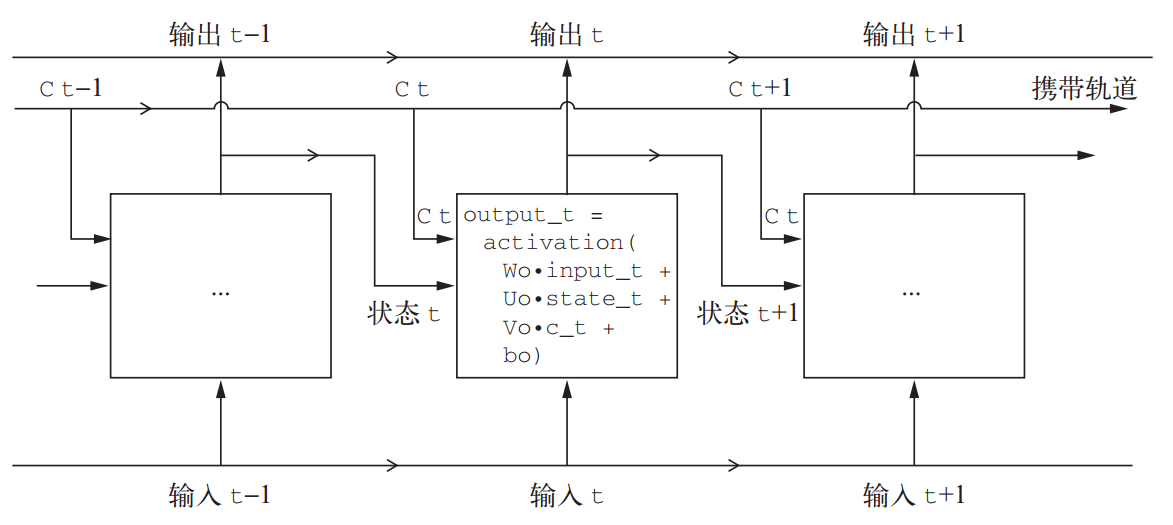 输出 t–1
输出 t
输出 t+1
C t–1
C t
C t+1
携带轨道
C t
output_t =
activation(
Wo•input_t +
Uo•state_t +
Vo•c_t +
bo)
C t
...
...
状态 t
状态 t+1
输入 t–1
输入 t
输入 t+1